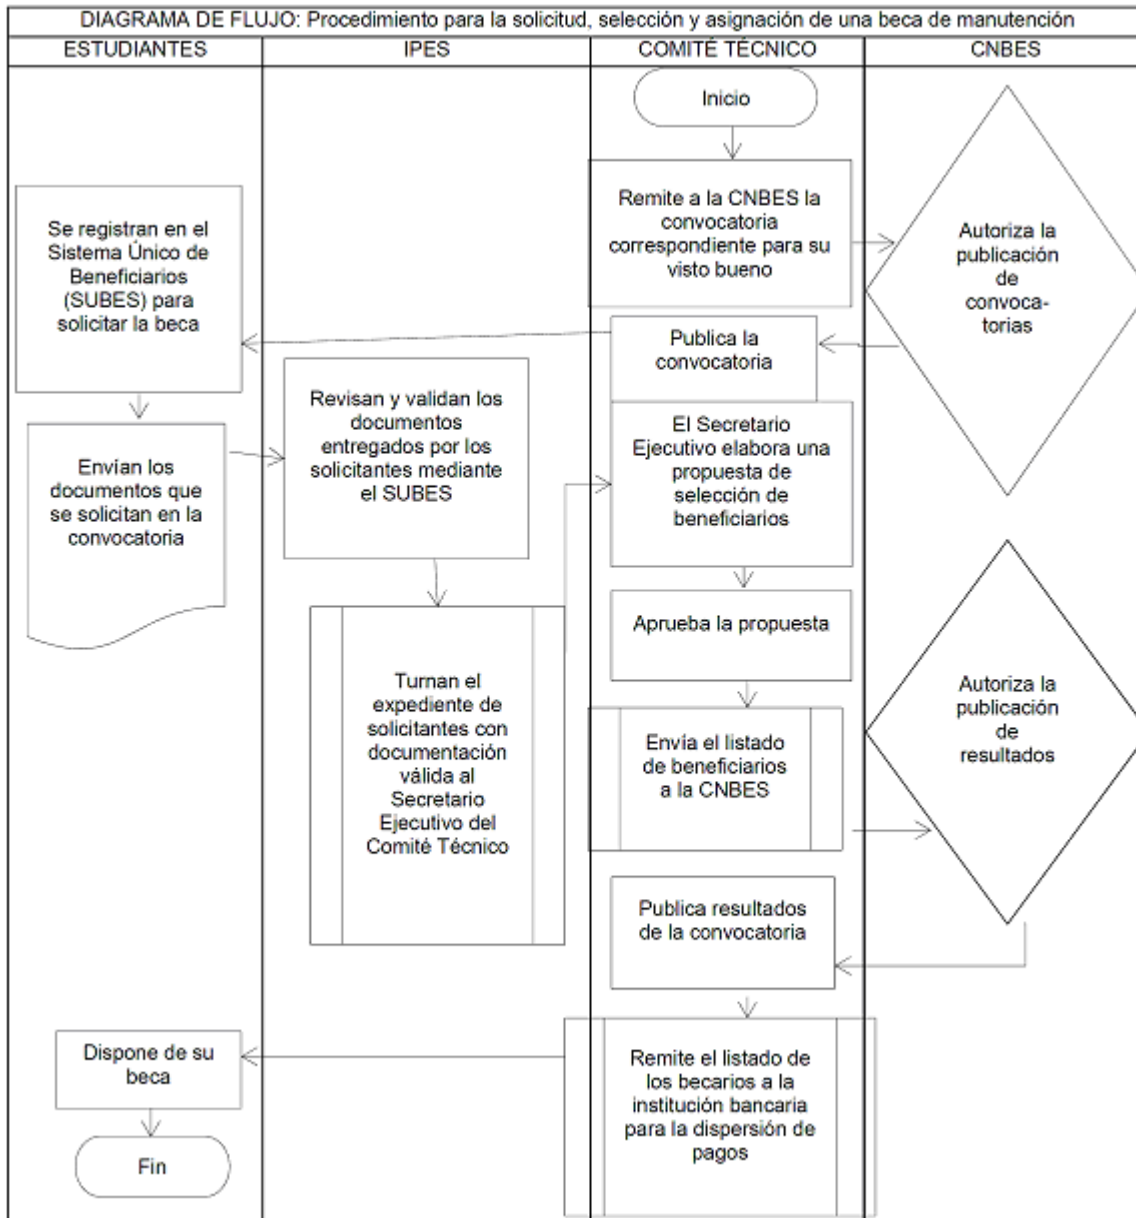 DIAGRAMA DE FLUJO: Procedimiento para la solicitud, selección y asignación de una beca de manutención
ESTUDIANTES
IPES
COMITÉ TÉCNICO
CNBES
Inicio
Remite a la CNBES la
convocatoria
correspondiente para su
visto bueno
Autoriza la
publicación
de
convoca-
torias
Publica la
convocatoria
Se registran en el
Sistema Único de
Beneficiarios
(SUBES) para
solicitar la beca
Envían los
documentos que
se solicitan en la
convocatoria
Revisan y validan los
documentos
entregados por los
solicitantes mediante
el SUBES
Turnan el
expediente de
solicitantes con
documentación
válida al
Secretario
Ejecutivo del
Comité Técnico
El Secretario
Ejecutivo elabora una
propuesta de
selección de
beneficiarios
Aprueba la propuesta
Envía el listado
de beneficiarios
a la CNBES
Autoriza la
publicación
de
resultados
Publica resultados
de la convocatoria
Remite el listado de
los becarios a la
institución bancaria
para la dispersión de
pagos
Dispone de su
beca
Fin